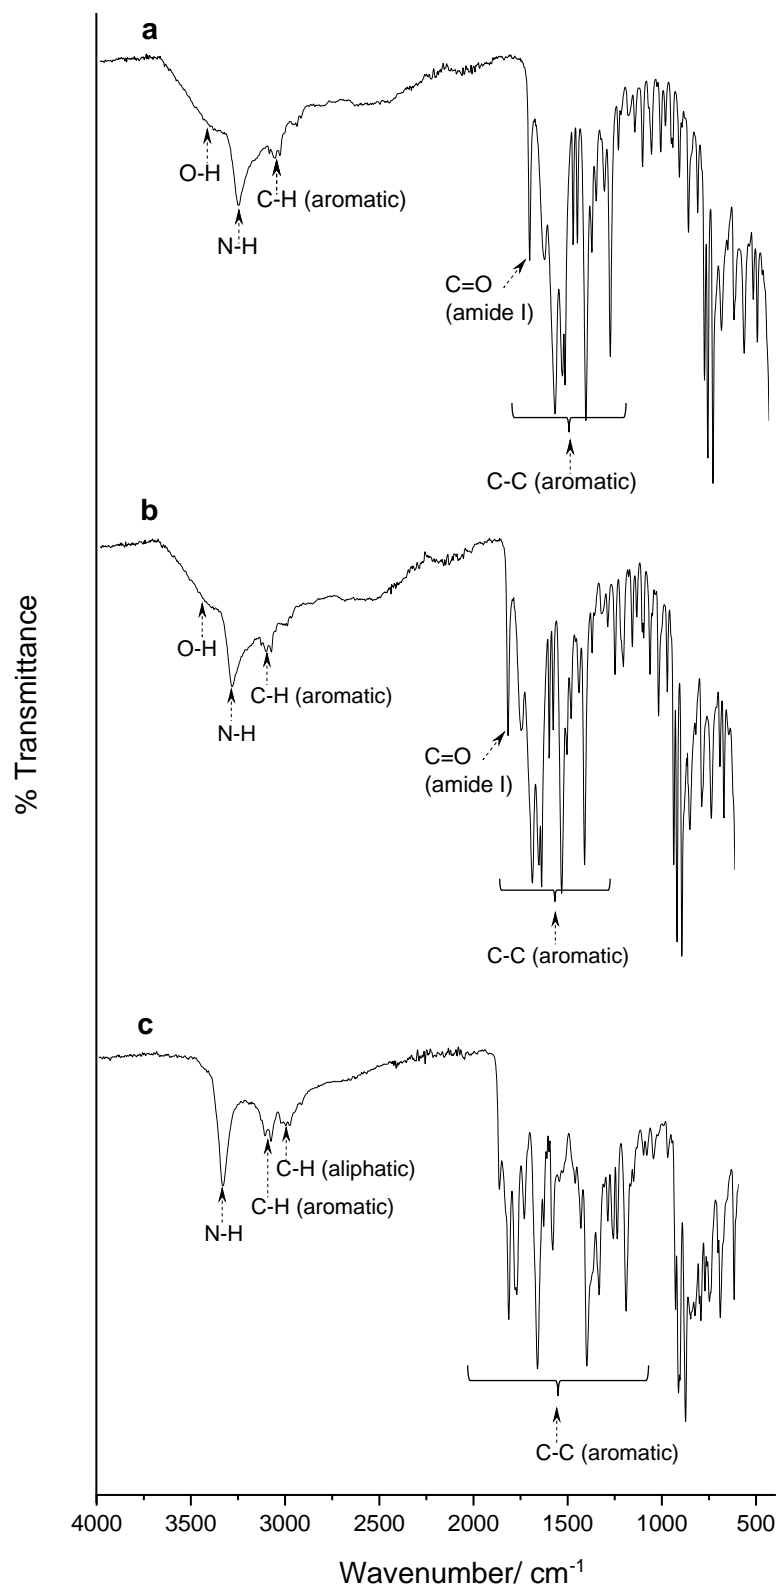 a
O-H
C-H (aromatic)
N-H
C=O
(amide I)
C-C (aromatic)
b
O-H
C-H (aromatic)
N-H
C=O
(amide I)
C-C (aromatic)
c
C-H (aliphatic)
C-H (aromatic)
N-H
C-C (aromatic)
% Transmittance
4000 3500 3000 2500 2000 1500 1000 500
Wavenumber/ cm-1